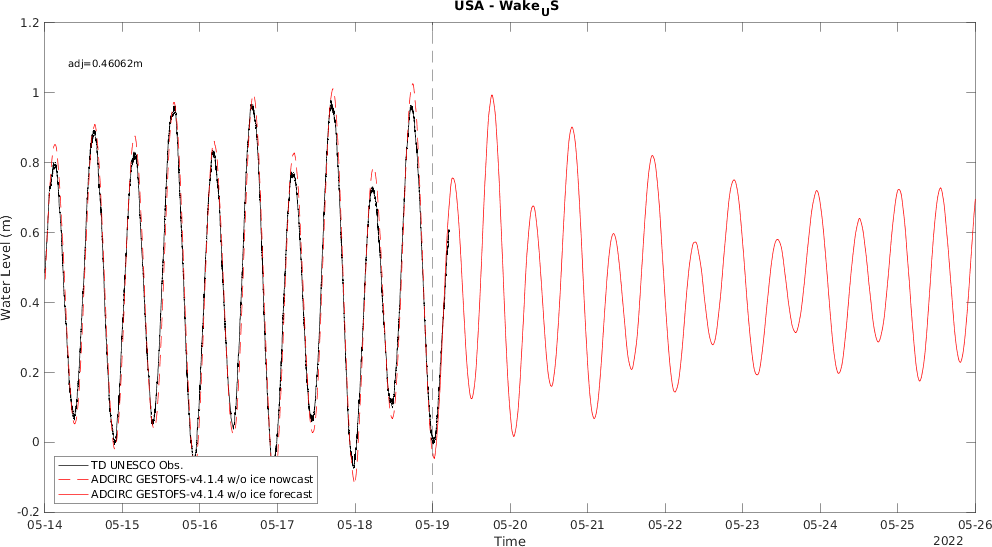 USA - Wake_US
1.2
1
0.8
0.6
0.4
0.2
0
-0.2
Water Level (m)
adj=0.46062m
TD UNESCO Obs.
ADCIRC GESTOFS-v4.1.4 w/o ice nowcast
ADCIRC GESTOFS-v4.1.4 w/o ice forecast
05-14 05-15 05-16 05-17 05-18 05-19 05-20 05-21 05-22 05-23 05-24 05-25 05-26
Time
2022